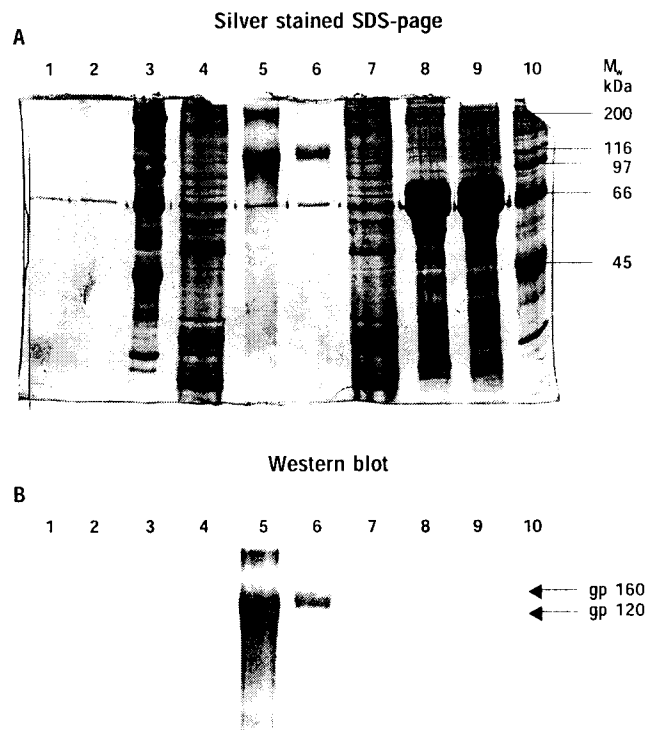 Silver stained SDS-page
A
1 2 3 4 5 6 7 8 9 10 M_w
kDa
200
116
97
66
45
Western blot
B
1 2 3 4 5 6 7 8 9 10
gp 160
gp 120